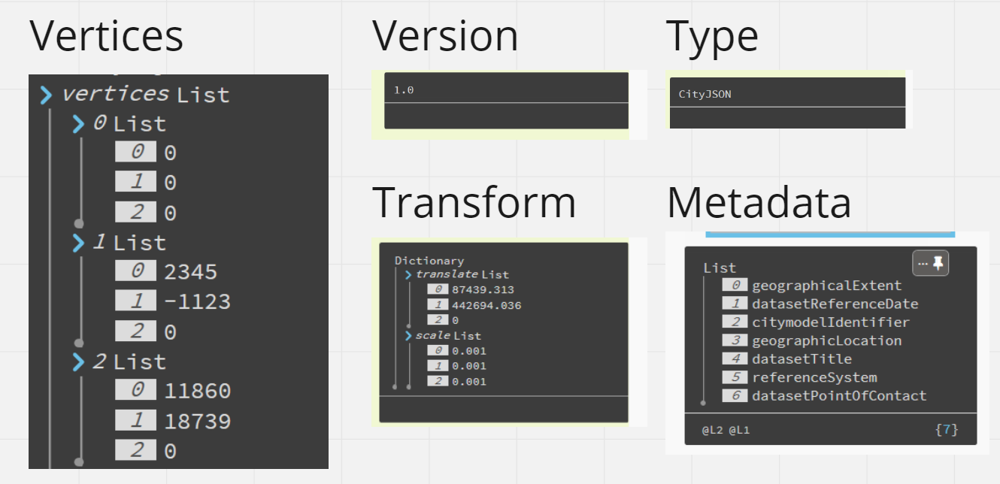 Vertices
vertices List
0 List
0 0
1 0
2 0
1 List
0 2345
1 -1123
2 0
2 List
0 11860
1 18739
2 0
Version
1.0
Type
CityJSON
Transform
Dictionary
translate List
0 87439.313
1 442694.036
2 0
scale List
0 0.001
1 0.001
2 0.001
Metadata
List
0 geographicalExtent
1 datasetReferenceDate
2 citymodelIdentifier
3 geographicLocation
4 datasetTitle
5 referenceSystem
6 datasetPointOfContact
@L2 @L1 {7}